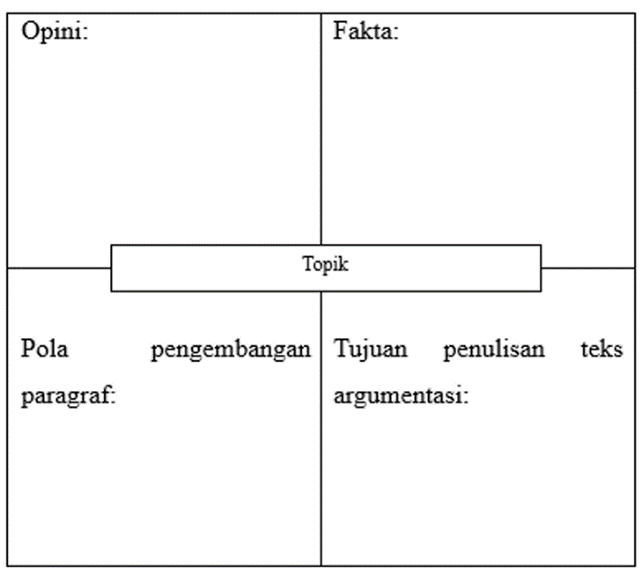 Opini:
Fakta:
Topik
Pola pengembangan
paragraf:
Tujuan penulisan teks
argumentasi: